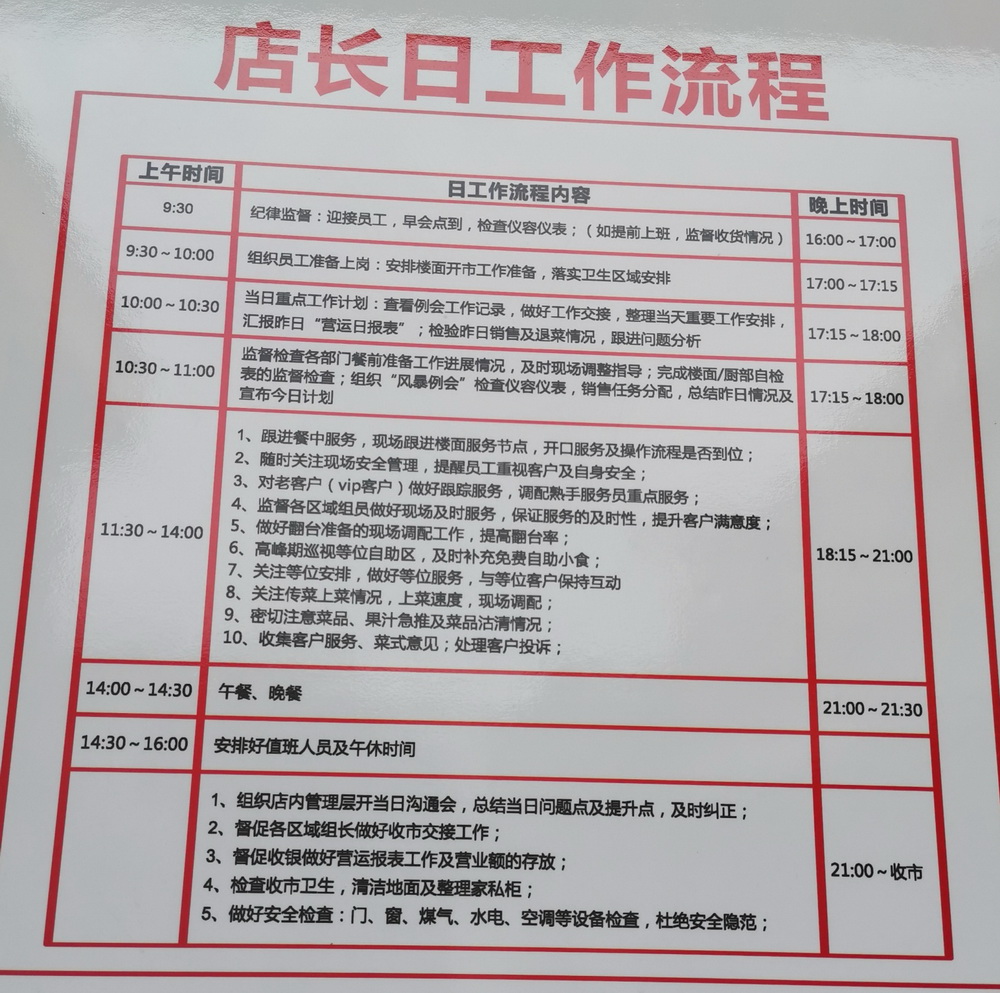 店长日工作流程
上午时间
日工作流程内容
晚上时间
9:30
纪律监督：迎接员工，早会点到，检查仪容仪表；（如提前上班，监督收货情况）
16:00～17:00
9:30～10:00
组织员工准备上岗：安排楼面开市工作准备，落实卫生区域安排
17:00～17:15
10:00～10:30
当日重点工作计划：查看例会工作记录，做好工作交接，整理当天重要工作安排，
汇报昨日“营运日报表”；检验昨日销售及退菜情况，跟进问题分析
17:15～18:00
10:30～11:00
监督检查各部门餐前准备工作进展情况，及时现场调整指导；完成楼面/厨部自检
表的监督检查；组织“风暴例会”检查仪容仪表，销售任务分配，总结昨日情况及
宣布今日计划
17:15～18:00
11:30～14:00
1、跟进餐中服务，现场跟进楼面服务节点，开口服务及操作流程是否到位；
2、随时关注现场安全管理，提醒员工重视客户及自身安全；
3、对老客户（vip客户）做好跟踪服务，调配熟手服务员重点服务；
4、监督各区域组员做好现场及时服务，保证服务的及时性，提升客户满意度；
5、做好翻台准备的现场调配工作，提高翻台率；
6、高峰期巡视等位自助区，及时补充免费自助小食；
7、关注等位安排，做好等位服务，与等位客户保持互动
8、关注传菜上菜情况，上菜速度，现场调配；
9、密切注意菜品、果汁急推及菜品沽清情况；
10、收集客户服务、菜式意见；处理客户投诉；
18:15～21:00
14:00～14:30
午餐、晚餐
21:00～21:30
14:30～16:00
安排好值班人员及午休时间
1、组织店内管理层开当日沟通会，总结当日问题点及提升点，及时纠正；
2、督促各区域组长做好收市交接工作；
3、督促收银做好营运报表工作及营业额的存放；
4、检查收市卫生，清洁地面及整理家私柜；
5、做好安全检查：门、窗、煤气、水电、空调等设备检查，杜绝安全隐范；
21:00～收市